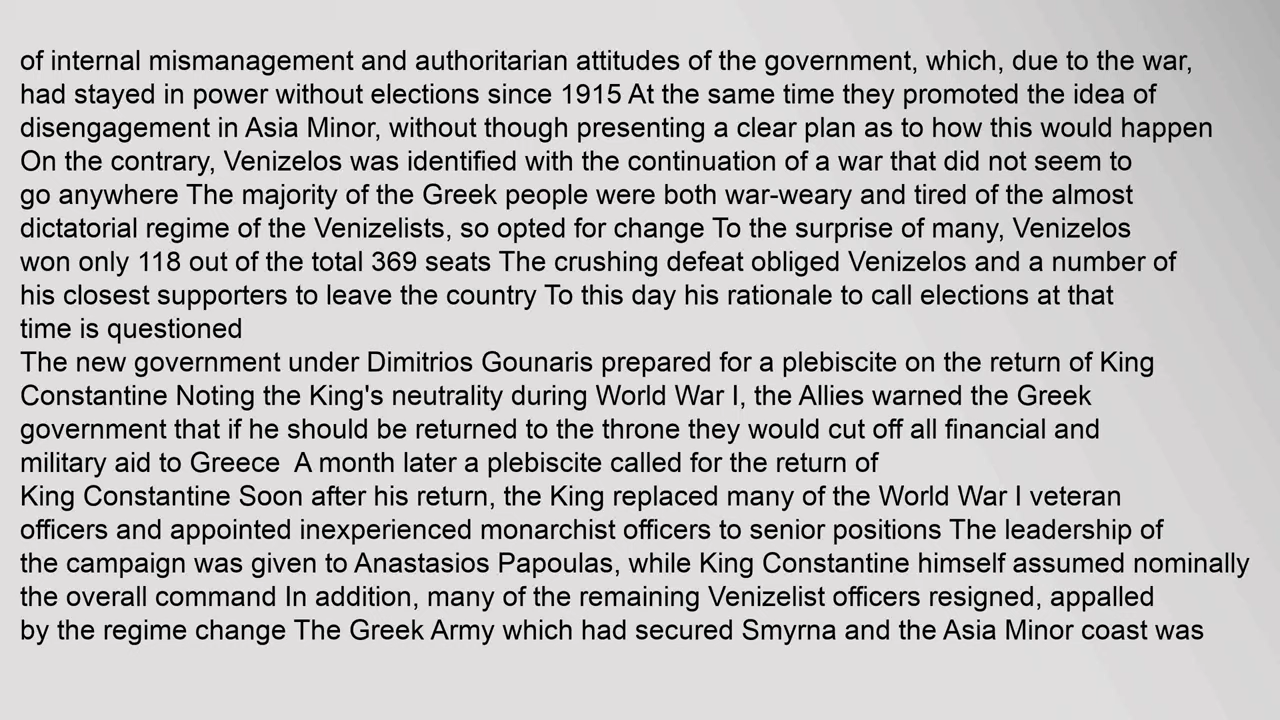 of internal mismanagement and authoritarian attitudes of the government, which, due to the war,
had stayed in power without elections since 1915 At the same time they promoted the idea of
disengagement in Asia Minor, without though presenting a clear plan as to how this would happen
On the contrary, Venizelos was identified with the continuation of a war that did not seem to
go anywhere The majority of the Greek people were both war-weary and tired of the almost
dictatorial regime of the Venizelists, so opted for change To the surprise of many, Venizelos
won only 118 out of the total 369 seats The crushing defeat obliged Venizelos and a number of
his closest supporters to leave the country To this day his rationale to call elections at that
time is questioned
The new government under Dimitrios Gounaris prepared for a plebiscite on the return of King
Constantine Noting the King's neutrality during World War I, the Allies warned the Greek
government that if he should be returned to the throne they would cut off all financial and
military aid to Greece  A month later a plebiscite called for the return of
King Constantine Soon after his return, the King replaced many of the World War I veteran
officers and appointed inexperienced monarchist officers to senior positions The leadership of
the campaign was given to Anastasios Papoulas, while King Constantine himself assumed nominally
the overall command In addition, many of the remaining Venizelist officers resigned, appalled
by the regime change The Greek Army which had secured Smyrna and the Asia Minor coast was